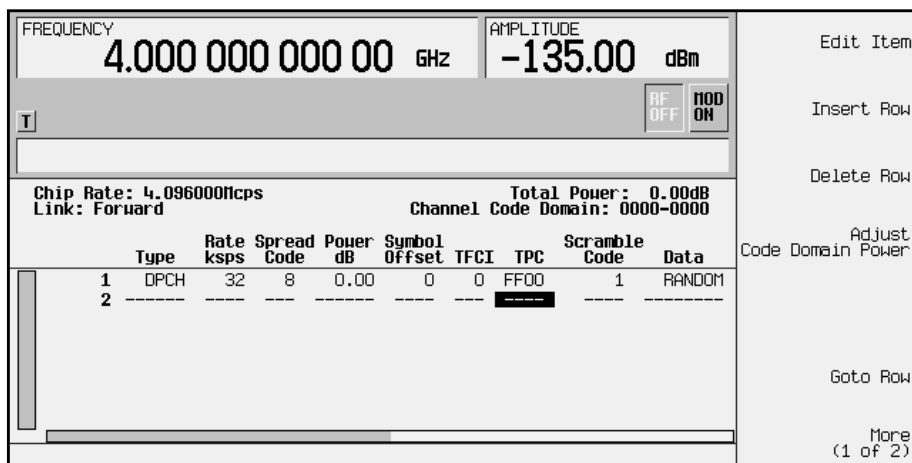 FREQUENCY
4.000 000 000 00 GHz
AMPLITUDE
-135.00 dBm
RF OFF
MOD ON
T
Chip Rate: 4.096000Mcps
Total Power: 0.00dB
Link: Forward
Channel Code Domain: 0000-0000
Type Rate ksps Spread Code Power dB Symbol Offset TFCI TPC Scramble Code Data
1 DPCH 32 8 0.00 0 0 FF00 1 RANDOM
2 ------ ---- --- ------ ---- --- ---- ---- --------
Edit Item
Insert Row
Delete Row
Adjust
Code Domain Power
Goto Row
More
(1 of 2)